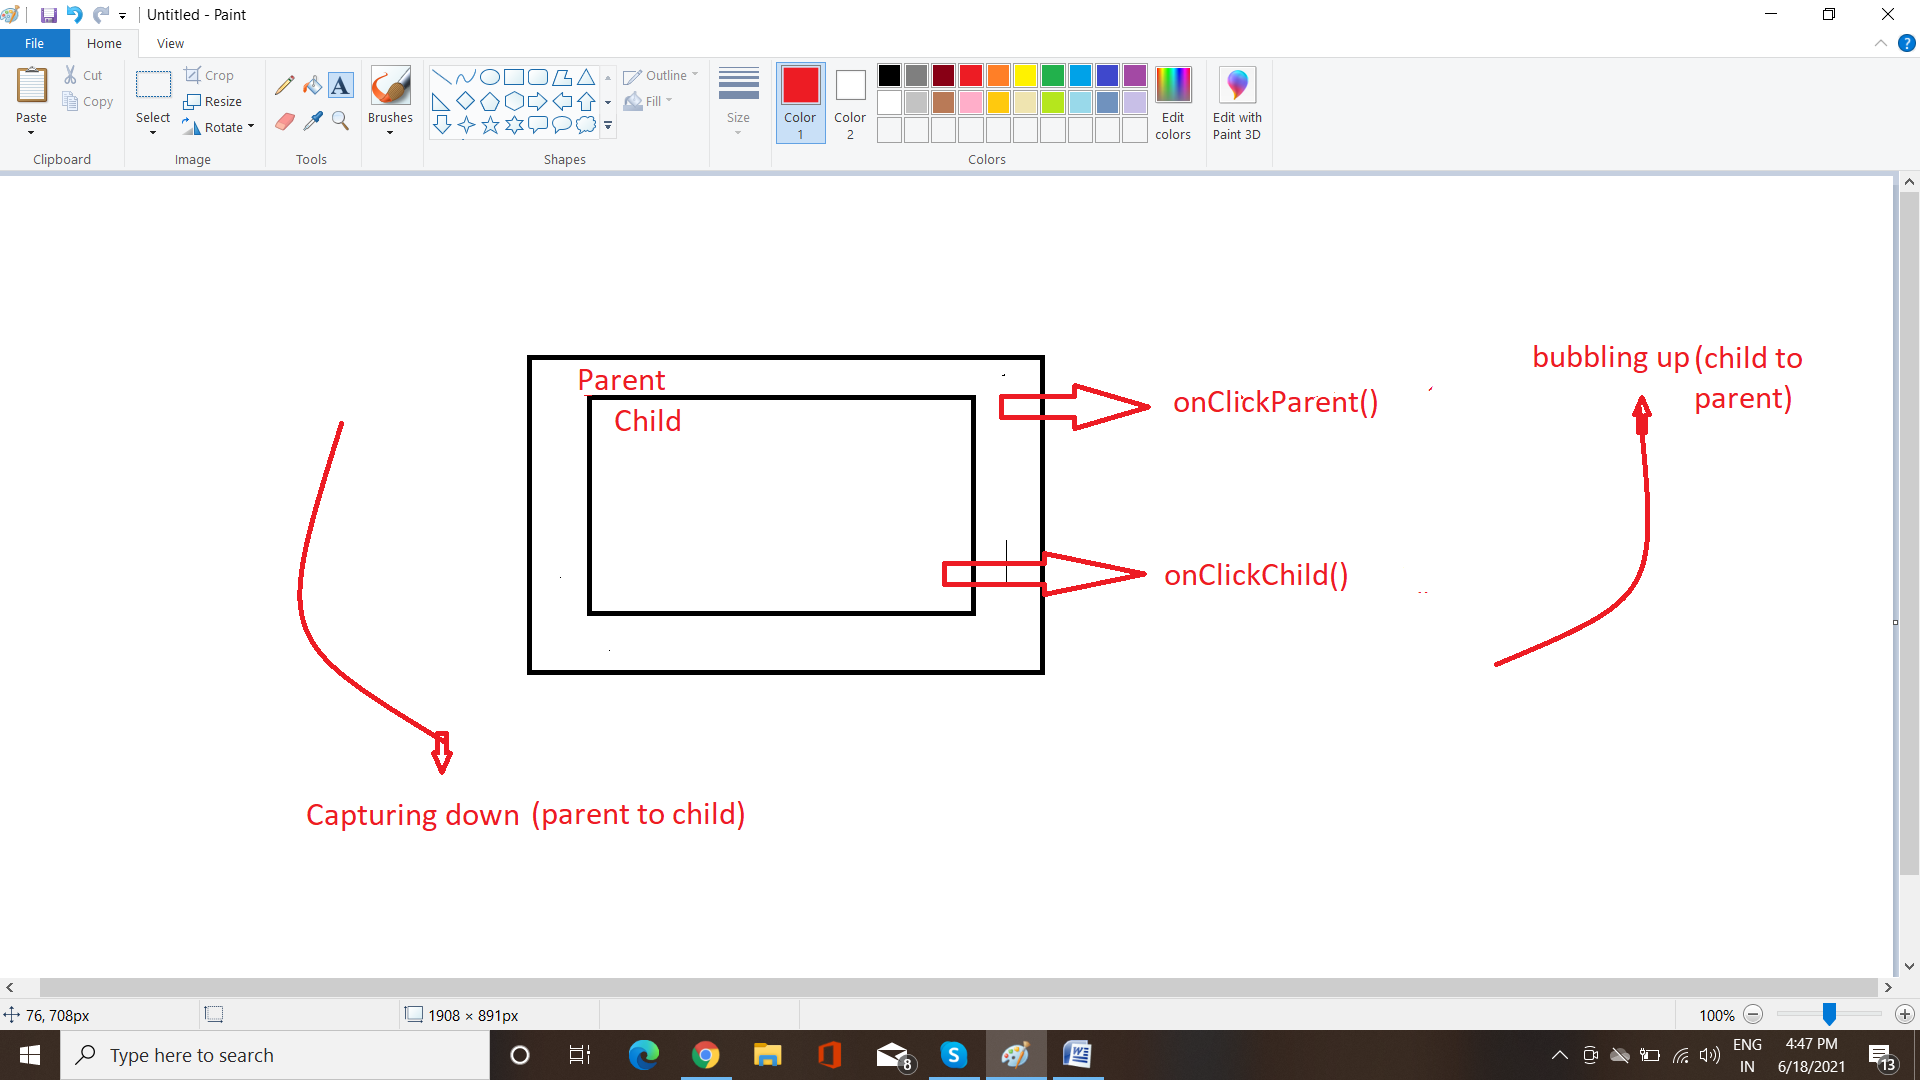 Untitled - Paint
File Home View
Paste
Cut
Copy
Clipboard
Select
Crop
Resize
Rotate
Image
A
Tools
Brushes
Outline
Fill
Shapes
Size
Color 1
Color 2
Edit colors
Colors
Edit with Paint 3D
?
Parent
Child
onClickParent()
onClickChild()
bubbling up (child to
parent)
Capturing down (parent to child)
76, 708px
1908 × 891px
100%
Type here to search
8
S
W
ENG
IN
4:47 PM
6/18/2021
13